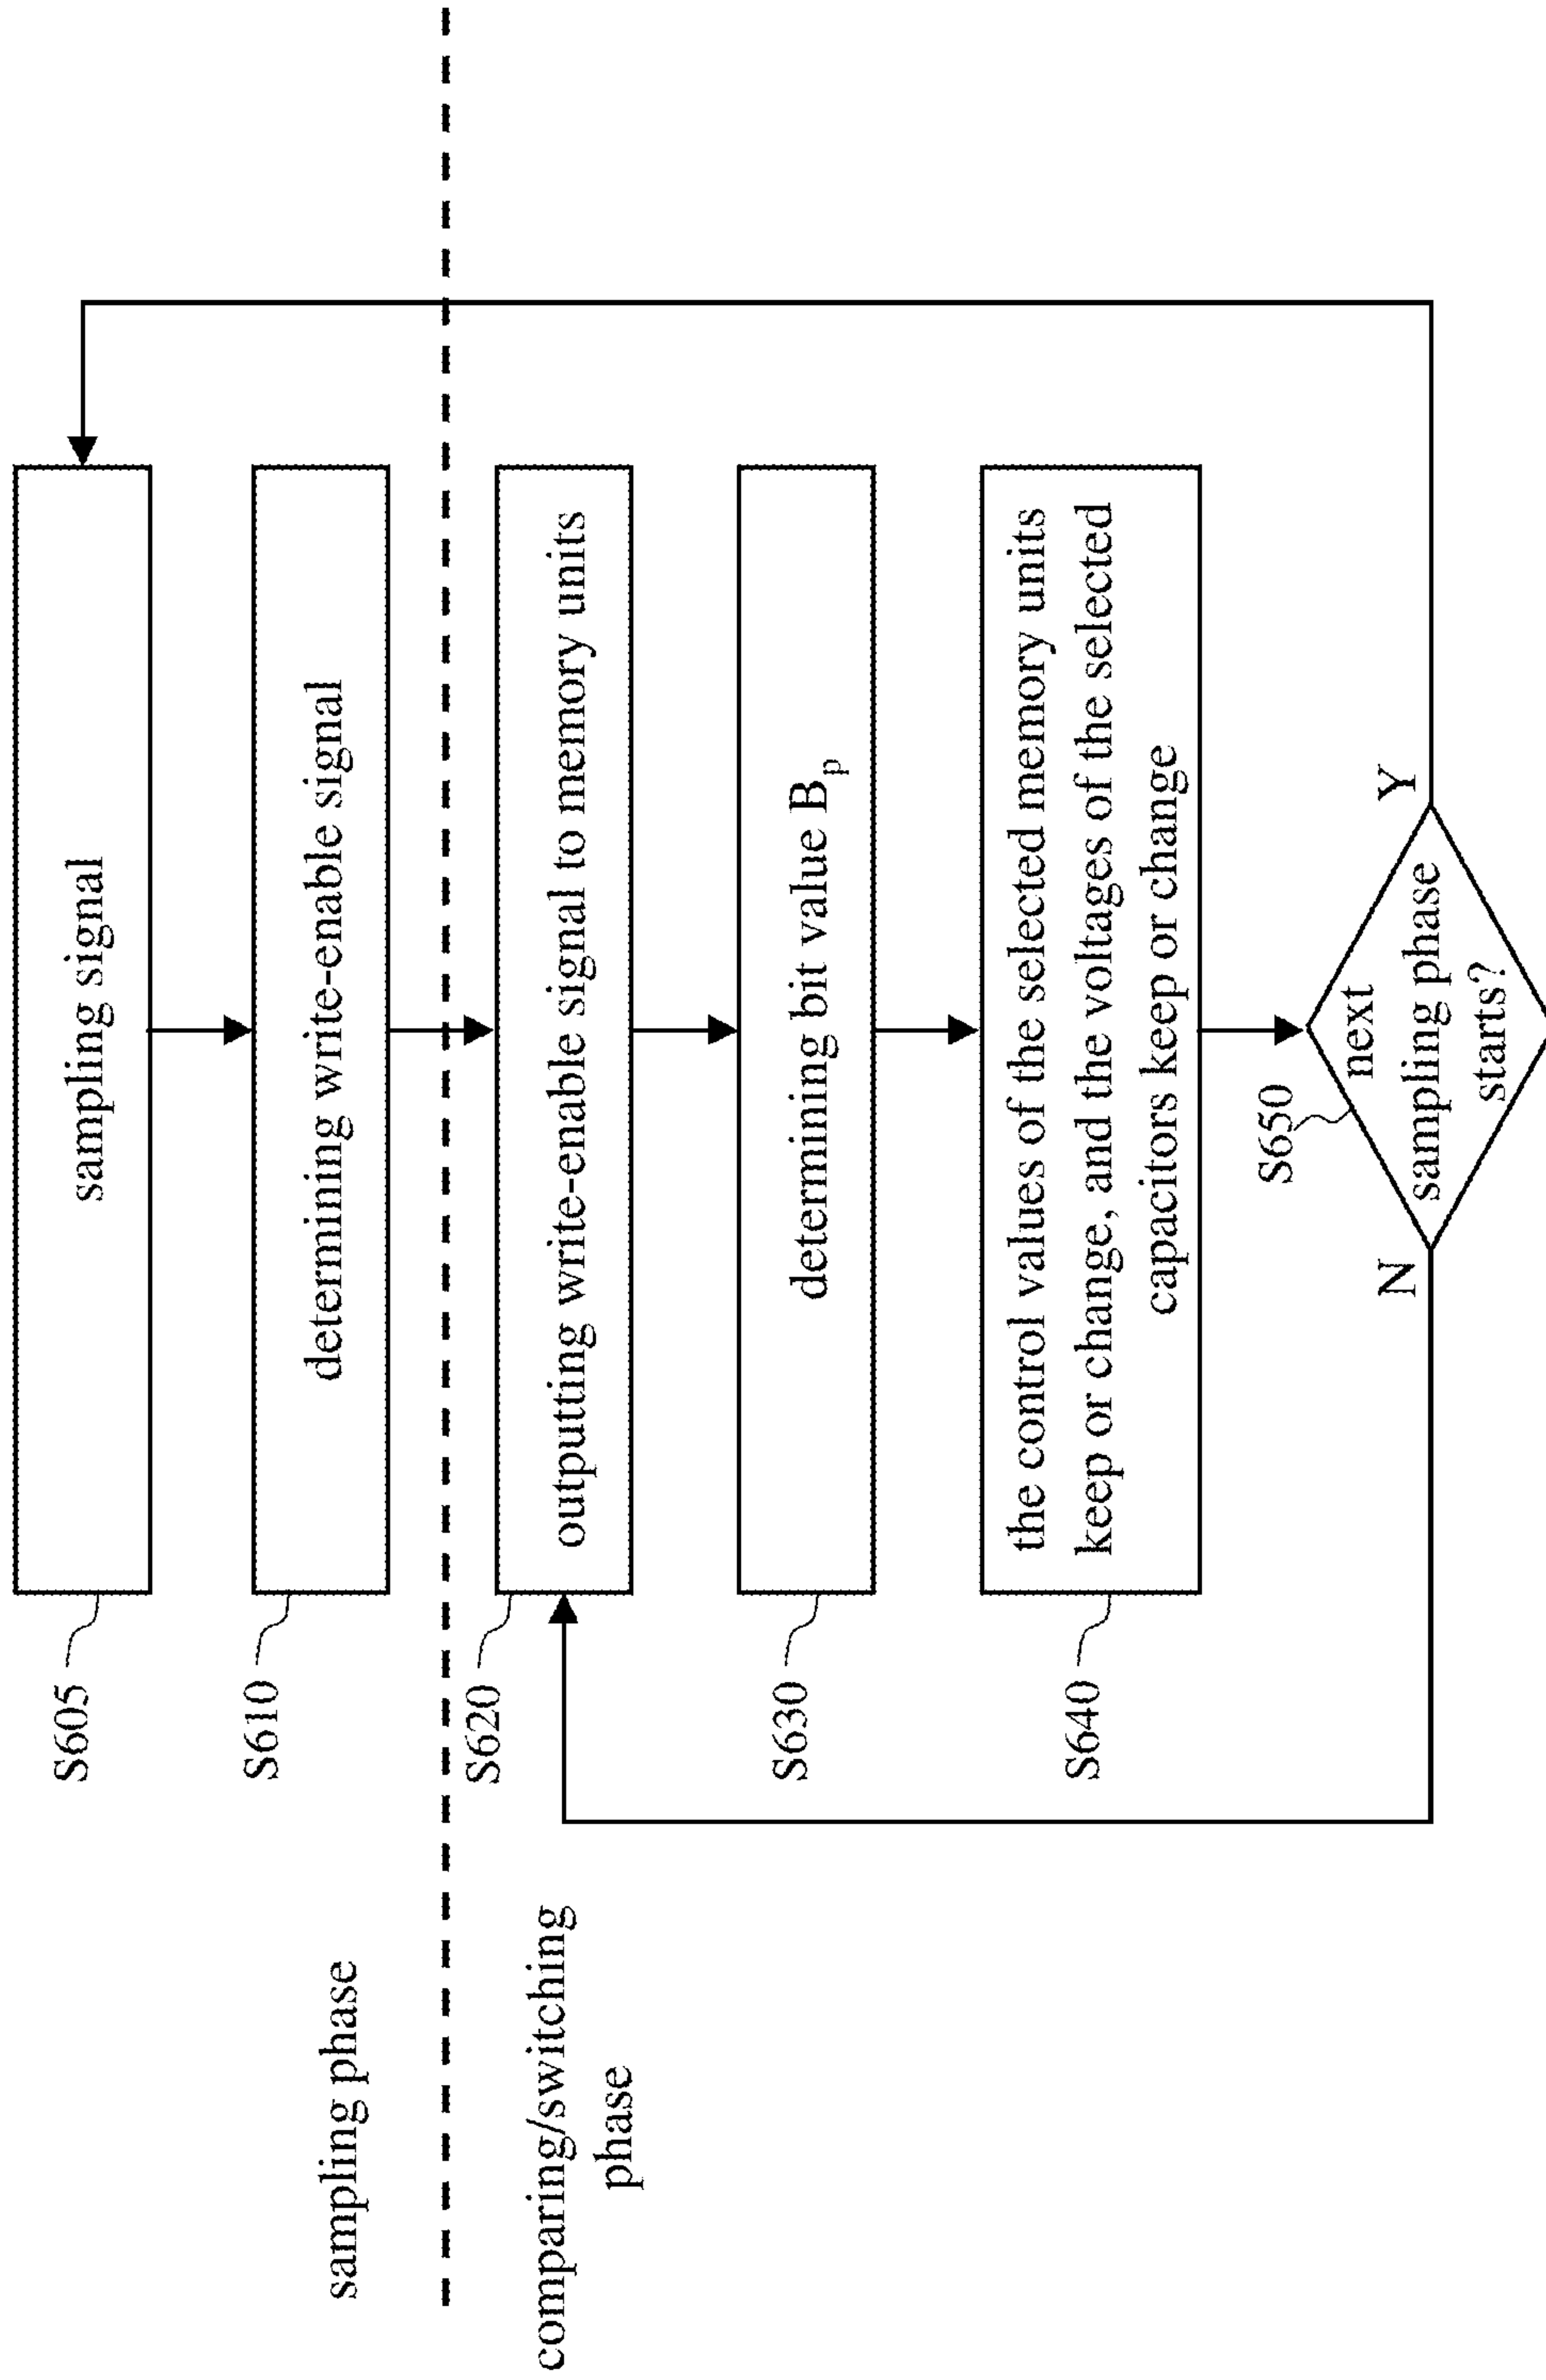 S605
sampling signal
S610
determining write-enable signal
sampling phase
comparing/switching
phase
S620
outputting write-enable signal to memory units
S630
determining bit value Bp
S640
the control values of the selected memory units
keep or change, and the voltages of the selected
capacitors keep or change
S650
next
sampling phase
starts?
N
Y